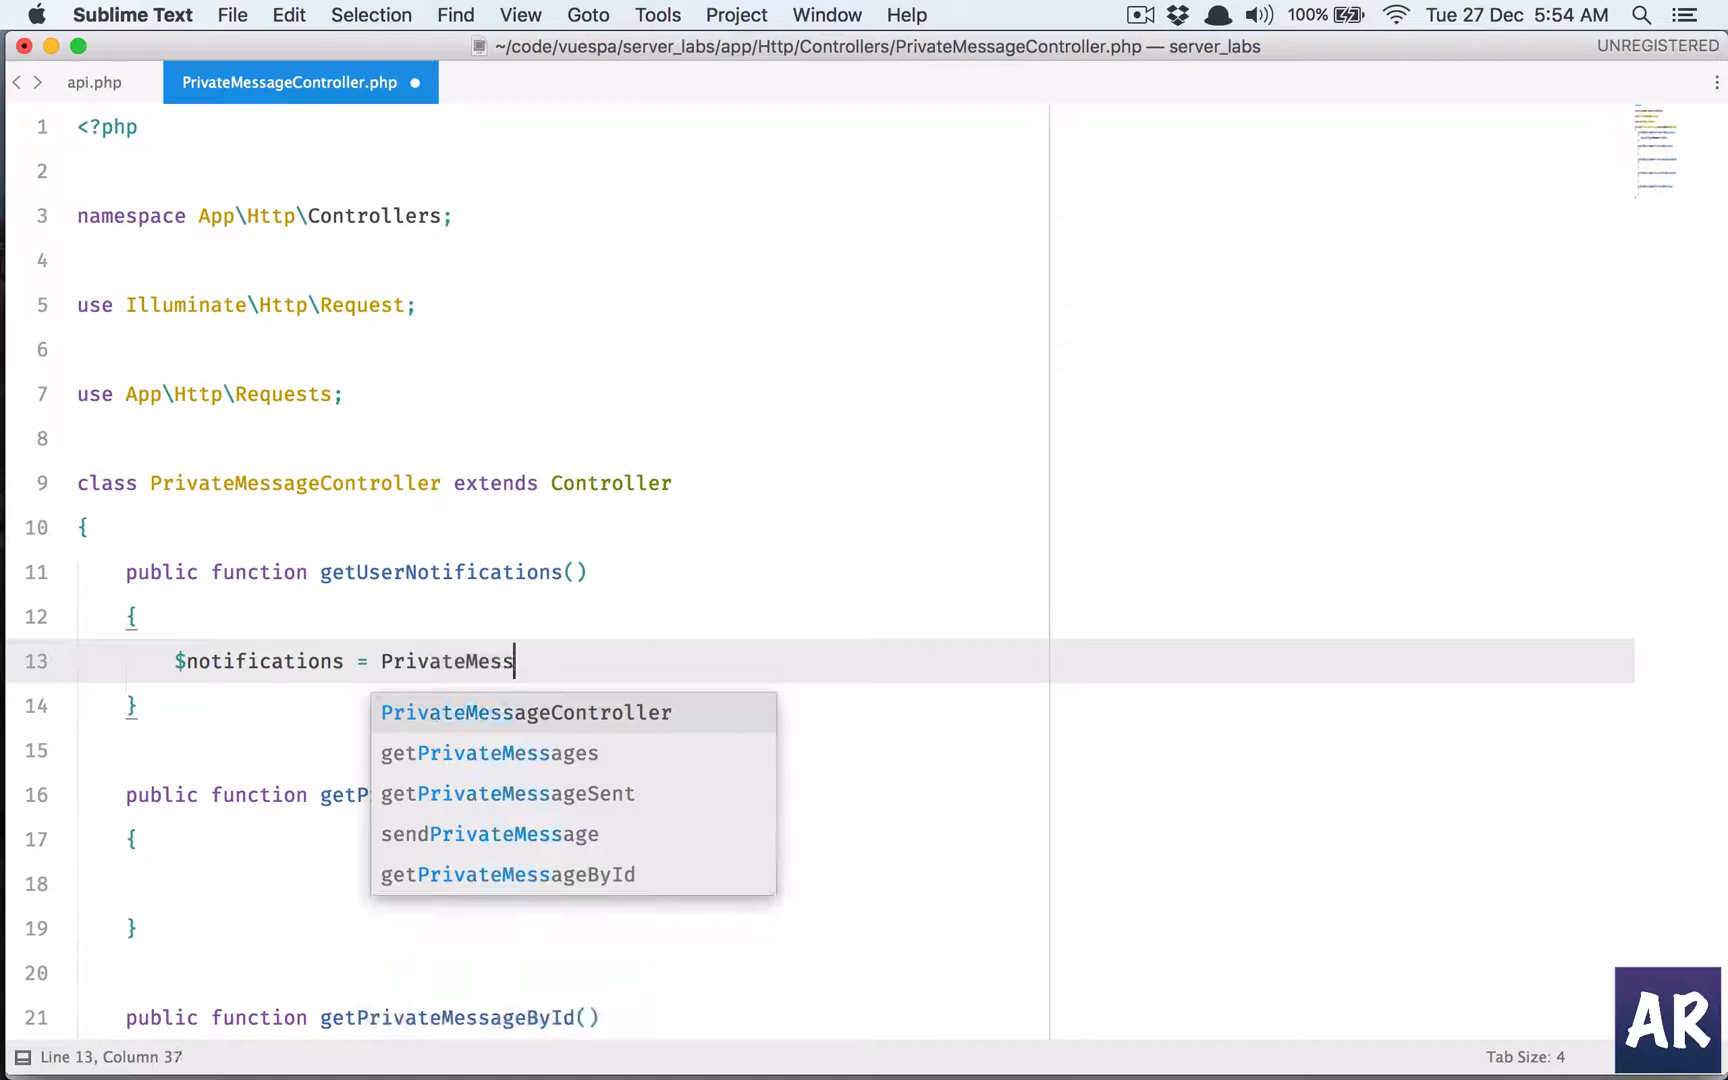 Sublime Text File Edit Selection Find View Goto Tools Project Window Help 100% Tue 27 Dec 5:54 AM
~/code/vuespa/server_labs/app/Http/Controllers/PrivateMessageController.php — server_labs UNREGISTERED
api.php PrivateMessageController.php
1 <?php
2
3 namespace App\Http\Controllers;
4
5 use Illuminate\Http\Request;
6
7 use App\Http\Requests;
8
9 class PrivateMessageController extends Controller
10 {
11 public function getUserNotifications()
12 {
13 $notifications = PrivateMess
14 }
PrivateMessageController
15
getPrivateMessages
16 public function getP
getPrivateMessageSent
17 {
sendPrivateMessage
18
getPrivateMessageById
19 }
20
21 public function getPrivateMessageById()
Line 13, Column 37 Tab Size: 4
AR